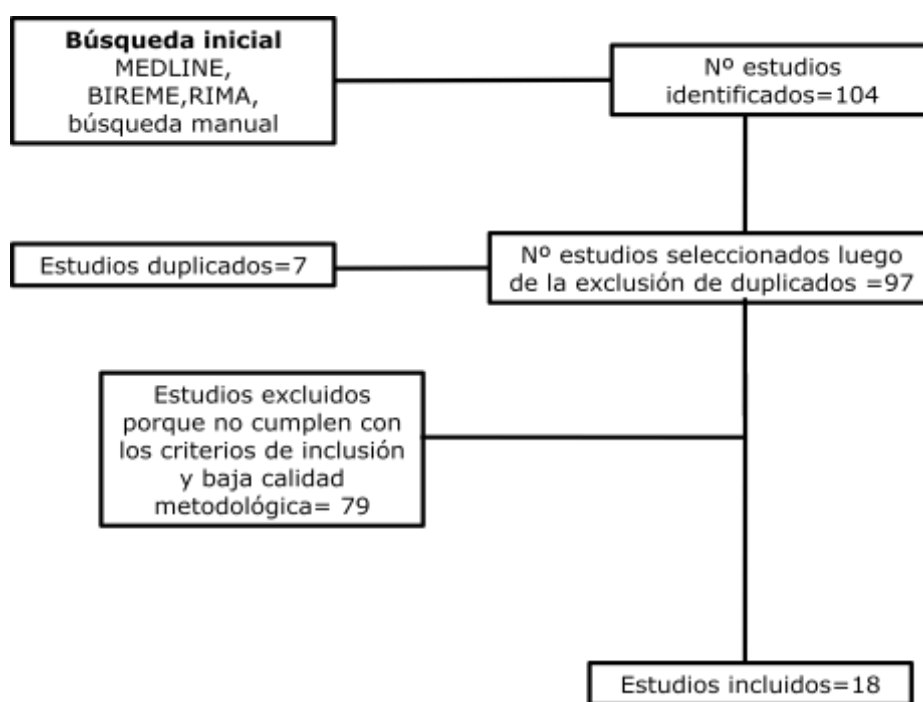 Búsqueda inicial
MEDLINE,
BIREME,RIMA,
búsqueda manual
Nº estudios
identificados=104
Estudios duplicados=7
Nº estudios seleccionados luego
de la exclusión de duplicados =97
Estudios excluidos
porque no cumplen con
los criterios de inclusión
y baja calidad
metodológica= 79
Estudios incluidos=18